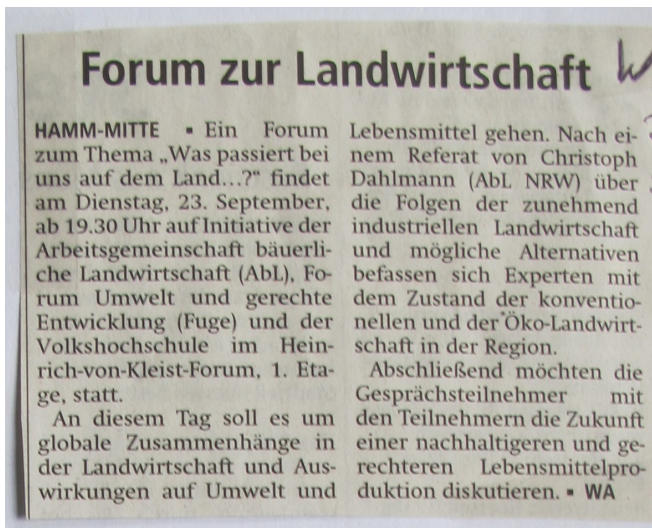 Forum zur Landwirtschaft
HAMM-MITTE ▪ Ein Forum
zum Thema „Was passiert bei
uns auf dem Land...?“ findet
am Dienstag, 23. September,
ab 19.30 Uhr auf Initiative der
Arbeitsgemeinschaft bäuerli-
che Landwirtschaft (AbL), Fo-
rum Umwelt und gerechte
Entwicklung (Fuge) und der
Volkshochschule im Hein-
rich-von-Kleist-Forum, 1. Eta-
ge, statt.
An diesem Tag soll es um
globale Zusammenhänge in
der Landwirtschaft und Aus-
wirkungen auf Umwelt und
Lebensmittel gehen. Nach ei-
nem Referat von Christoph
Dahlmann (AbL NRW) über
die Folgen der zunehmend
industriellen Landwirtschaft
und mögliche Alternativen
befassen sich Experten mit
dem Zustand der konventio-
nellen und der Öko-Landwirt-
schaft in der Region.
Abschließend möchten die
Gesprächsteilnehmer mit
den Teilnehmern die Zukunft
einer nachhaltigeren und ge-
rechteren Lebensmittelpro-
duktion diskutieren. ▪ WA